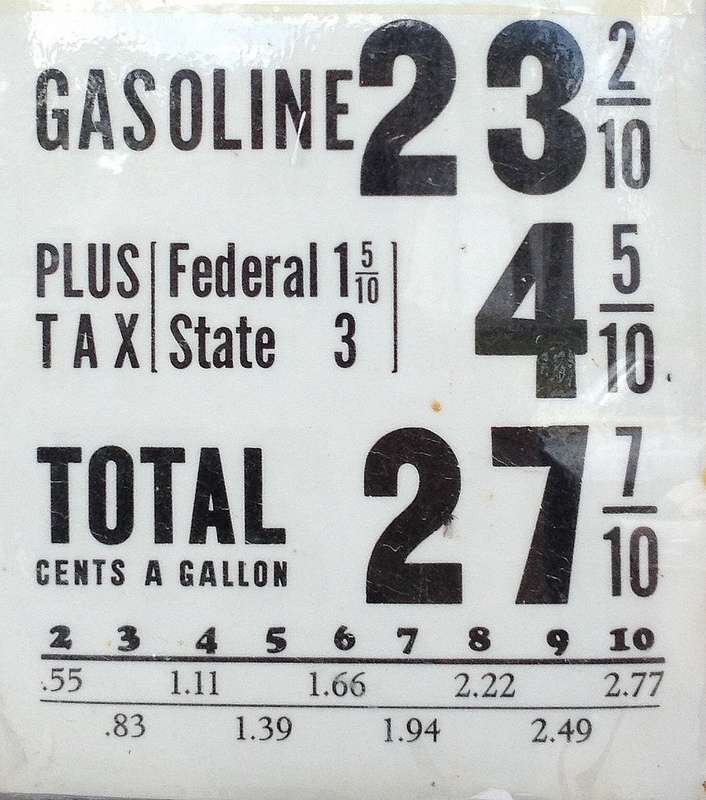 GASOLINE 23 2/10
PLUS Federal 1 5/10 4 5/10
TAX State 3
TOTAL 27 7/10
CENTS A GALLON
2 3 4 5 6 7 8 9 10
.55 1.11 1.66 2.22 2.77
.83 1.39 1.94 2.49